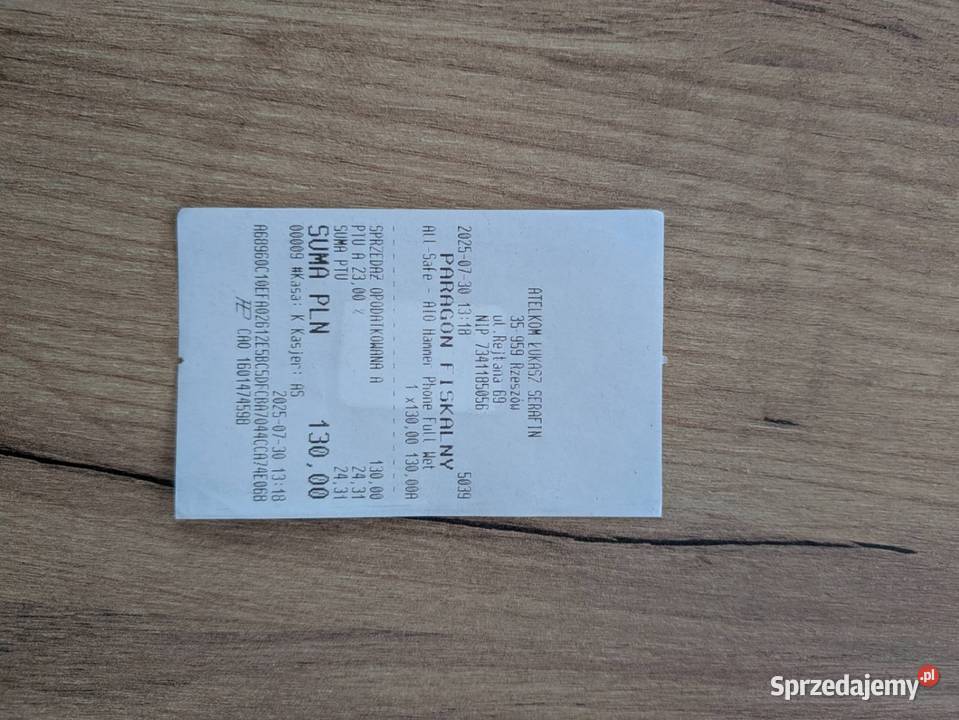 ATELKOM ŁUKASZ SERAFIN
35-959 Rzeszów
ul.Rejtana 69
NIP 7341185056
2025-07-30 13:18 5039
PARAGON FISKALNY
All-Safe - AIO Hammer Phone Full Wet
1 x130,00 130,00A
SPRZEDAŻ OPODATKOWANA A 130,00
PTU A 23,00 % 24,31
SUMA PTU 24,31
SUMA PLN 130,00
00009 #Kasa: K Kasjer: AS 2025-07-30 13:18
CAO 1601474598
Sprzedajemy.pl